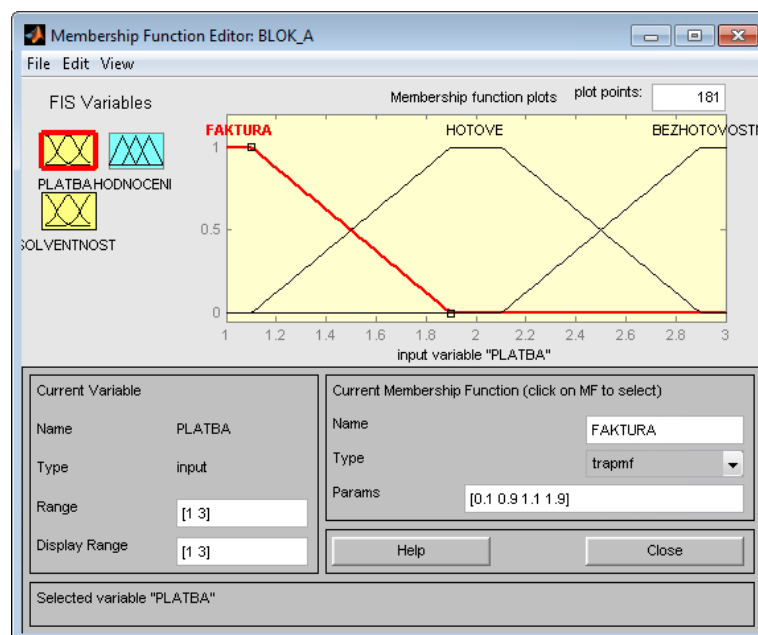 Membership Function Editor: BLOK_A
File Edit View
FIS Variables
Membership function plots plot points: 181
FAKTURA HOTOVE BEZHOTOVOSTN
PLATBA HODNOCENI
SOLVENTNOST
1
0.5
0
1 1.2 1.4 1.6 1.8 2 2.2 2.4 2.6 2.8 3
input variable "PLATBA"
Current Variable
Name PLATBA
Type input
Range [1 3]
Display Range [1 3]
Current Membership Function (click on MF to select)
Name FAKTURA
Type trapmf
Params [0.1 0.9 1.1 1.9]
Help Close
Selected variable "PLATBA"